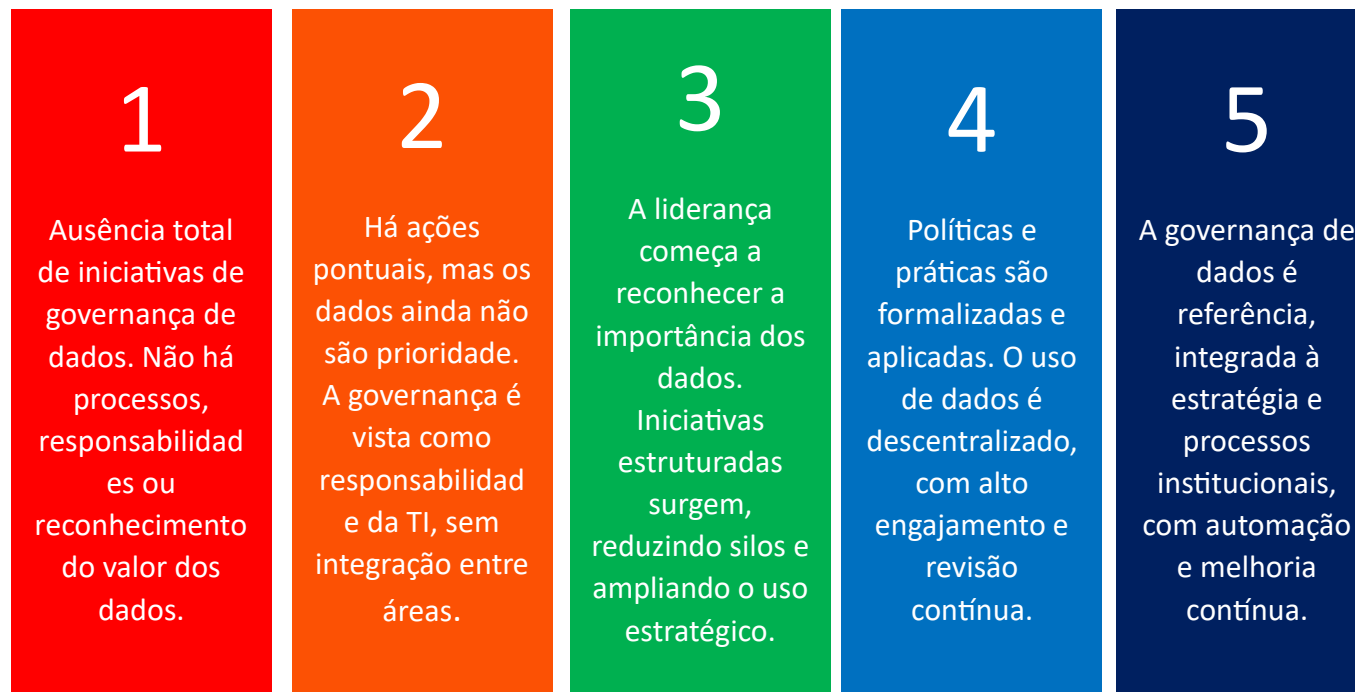 1
Ausência total
de iniciativas de
governança de
dados. Não há
processos,
responsabilidad
es ou
reconhecimento
do valor dos
dados.
2
Há ações
pontuais, mas os
dados ainda não
são prioridade.
A governança é
vista como
responsabilidad
e da TI, sem
integração entre
áreas.
3
A liderança
começa a
reconhecer a
importância dos
dados.
Iniciativas
estruturadas
surgem,
reduzindo silos e
ampliando o uso
estratégico.
4
Políticas e
práticas são
formalizadas e
aplicadas. O uso
de dados é
descentralizado,
com alto
engajamento e
revisão
contínua.
5
A governança de
dados é
referência,
integrada à
estratégia e
processos
institucionais,
com automação
e melhoria
contínua.